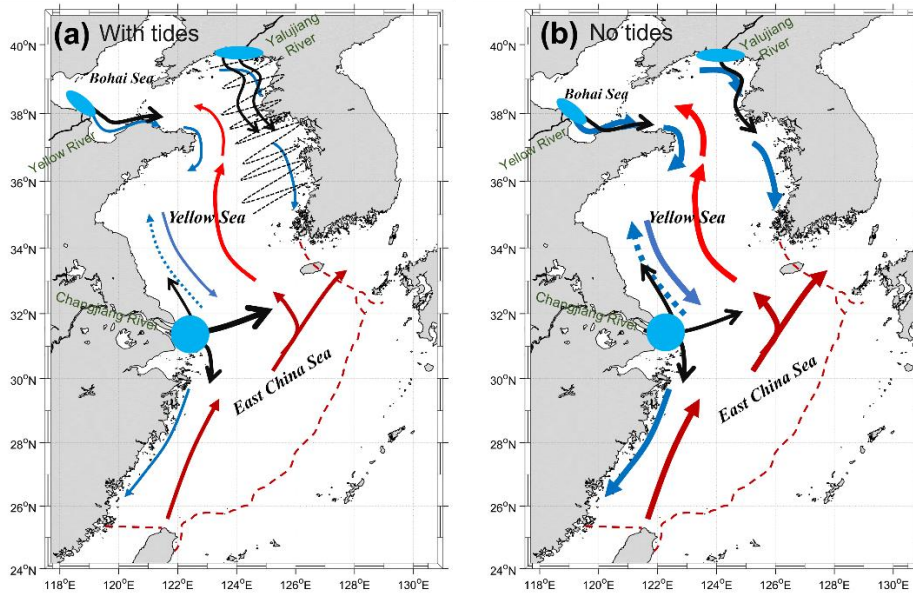 (a) With tides
Yalujiang
River
40°N
Bohai Sea
38°N
Yellow River
36°N
Yellow Sea
34°N
Changjiang River
32°N
30°N
East China Sea
28°N
26°N
24°N
118°E 120°E 122°E 124°E 126°E 128°E 130°E
(b) No tides
Yalujiang
River
40°N
Bohai Sea
38°N
Yellow River
36°N
Yellow Sea
34°N
Changjiang River
32°N
30°N
East China Sea
28°N
26°N
24°N
118°E 120°E 122°E 124°E 126°E 128°E 130°E